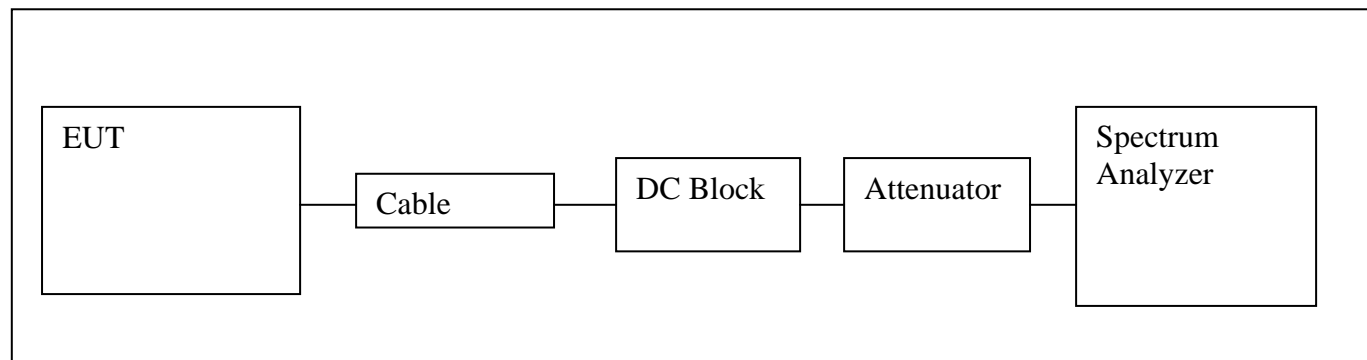 EUT
Cable
DC Block
Attenuator
Spectrum
Analyzer